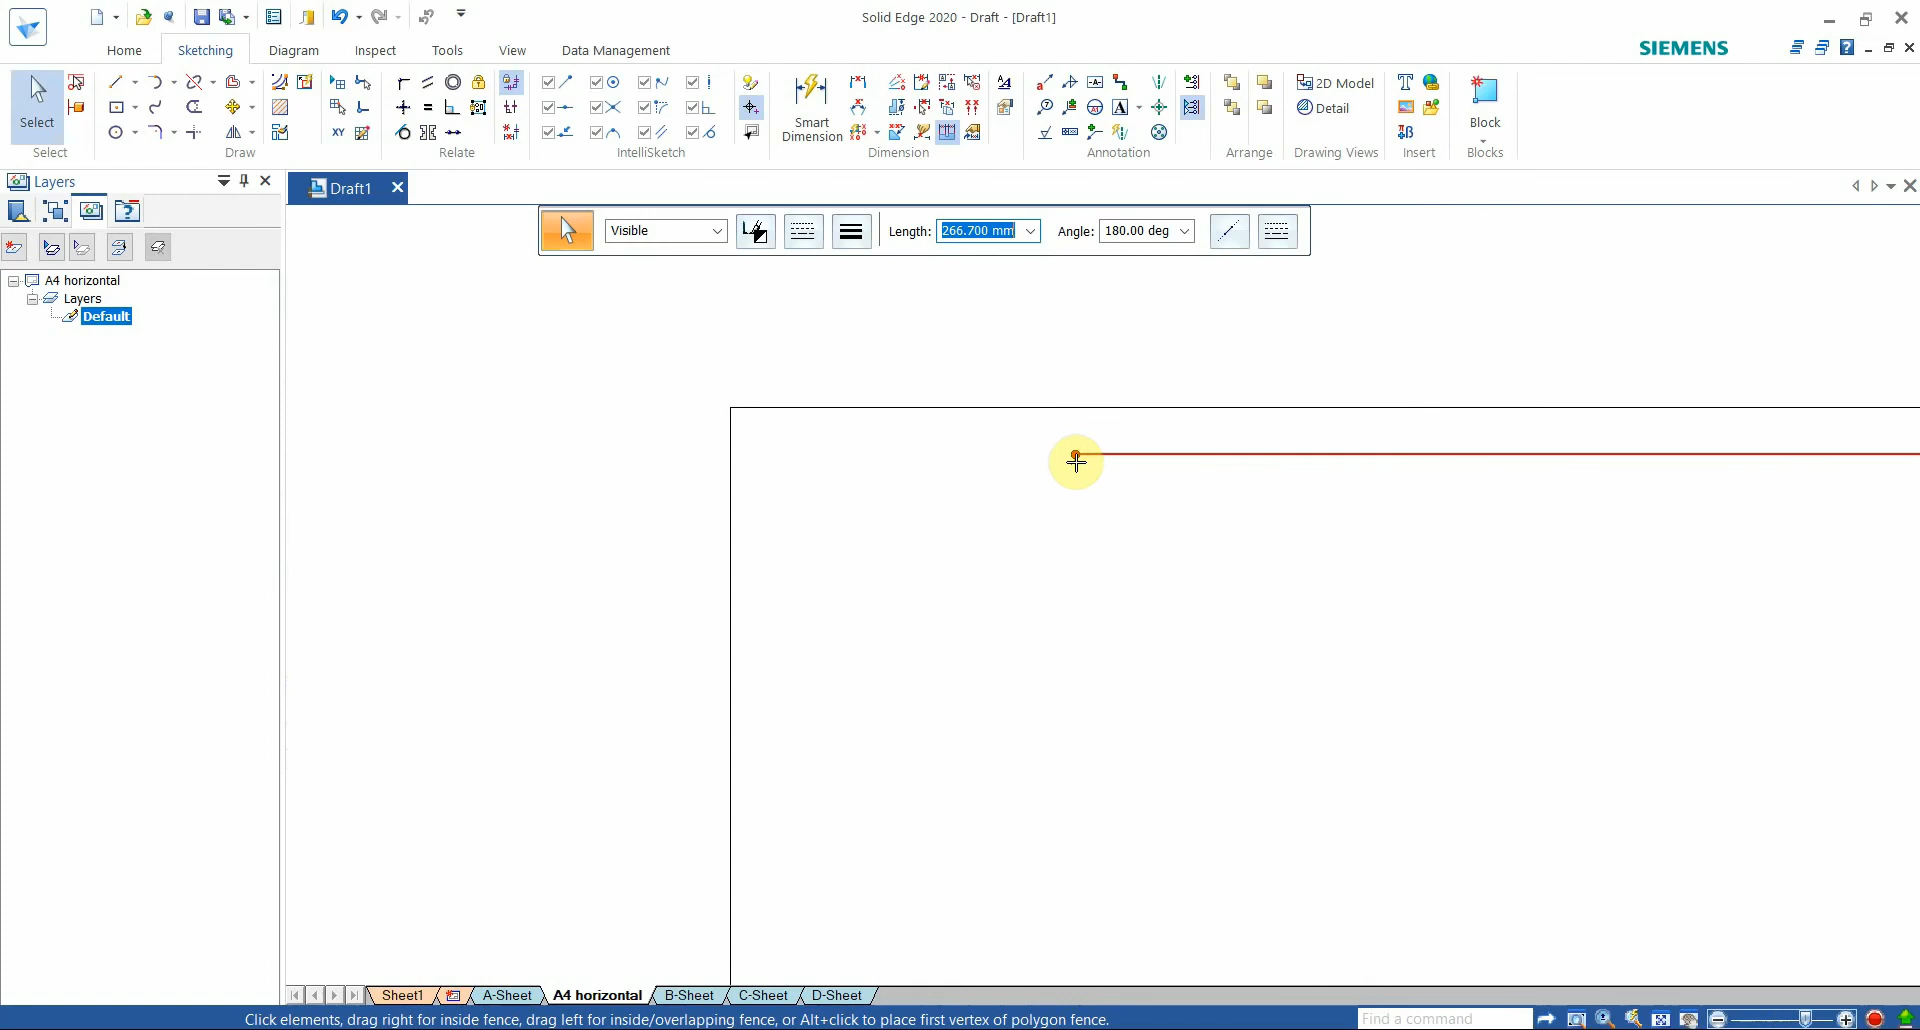 Solid Edge 2020 - Draft - [Draft1]
Home Sketching Diagram Inspect Tools View Data Management
SIEMENS
Select
Smart
Dimension
2D Model
Detail
Block
XY
Select Draw Relate IntelliSketch Dimension Annotation Arrange Drawing Views Insert Blocks
Layers
Draft1
Visible
Length: 266.700 mm Angle: 180.00 deg
A4 horizontal
Layers
Default
Sheet1 A-Sheet A4 horizontal B-Sheet C-Sheet D-Sheet
Click elements, drag right for inside fence, drag left for inside/overlapping fence, or Alt+click to place first vertex of polygon fence.
Find a command